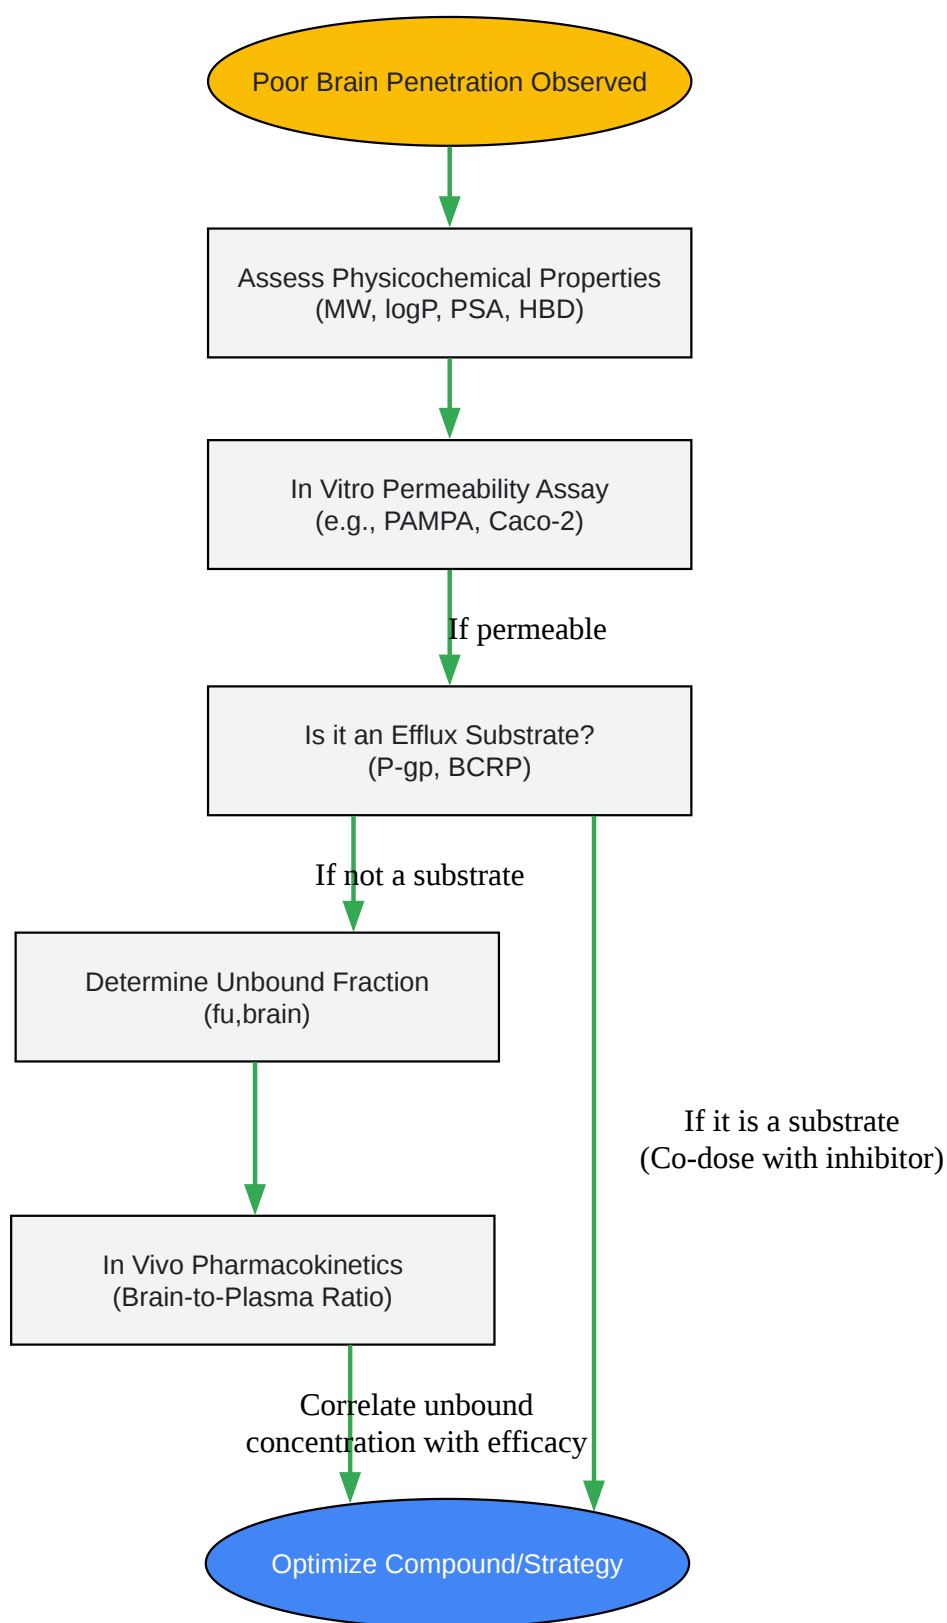 Poor Brain Penetration Observed
Assess Physicochemical Properties
(MW, logP, PSA, HBD)
In Vitro Permeability Assay
(e.g., PAMPA, Caco-2)
If permeable
Is it an Efflux Substrate?
(P-gp, BCRP)
If not a substrate
Determine Unbound Fraction
(fu,brain)
If it is a substrate
(Co-dose with inhibitor)
In Vivo Pharmacokinetics
(Brain-to-Plasma Ratio)
Correlate unbound
concentration with efficacy
Optimize Compound/Strategy